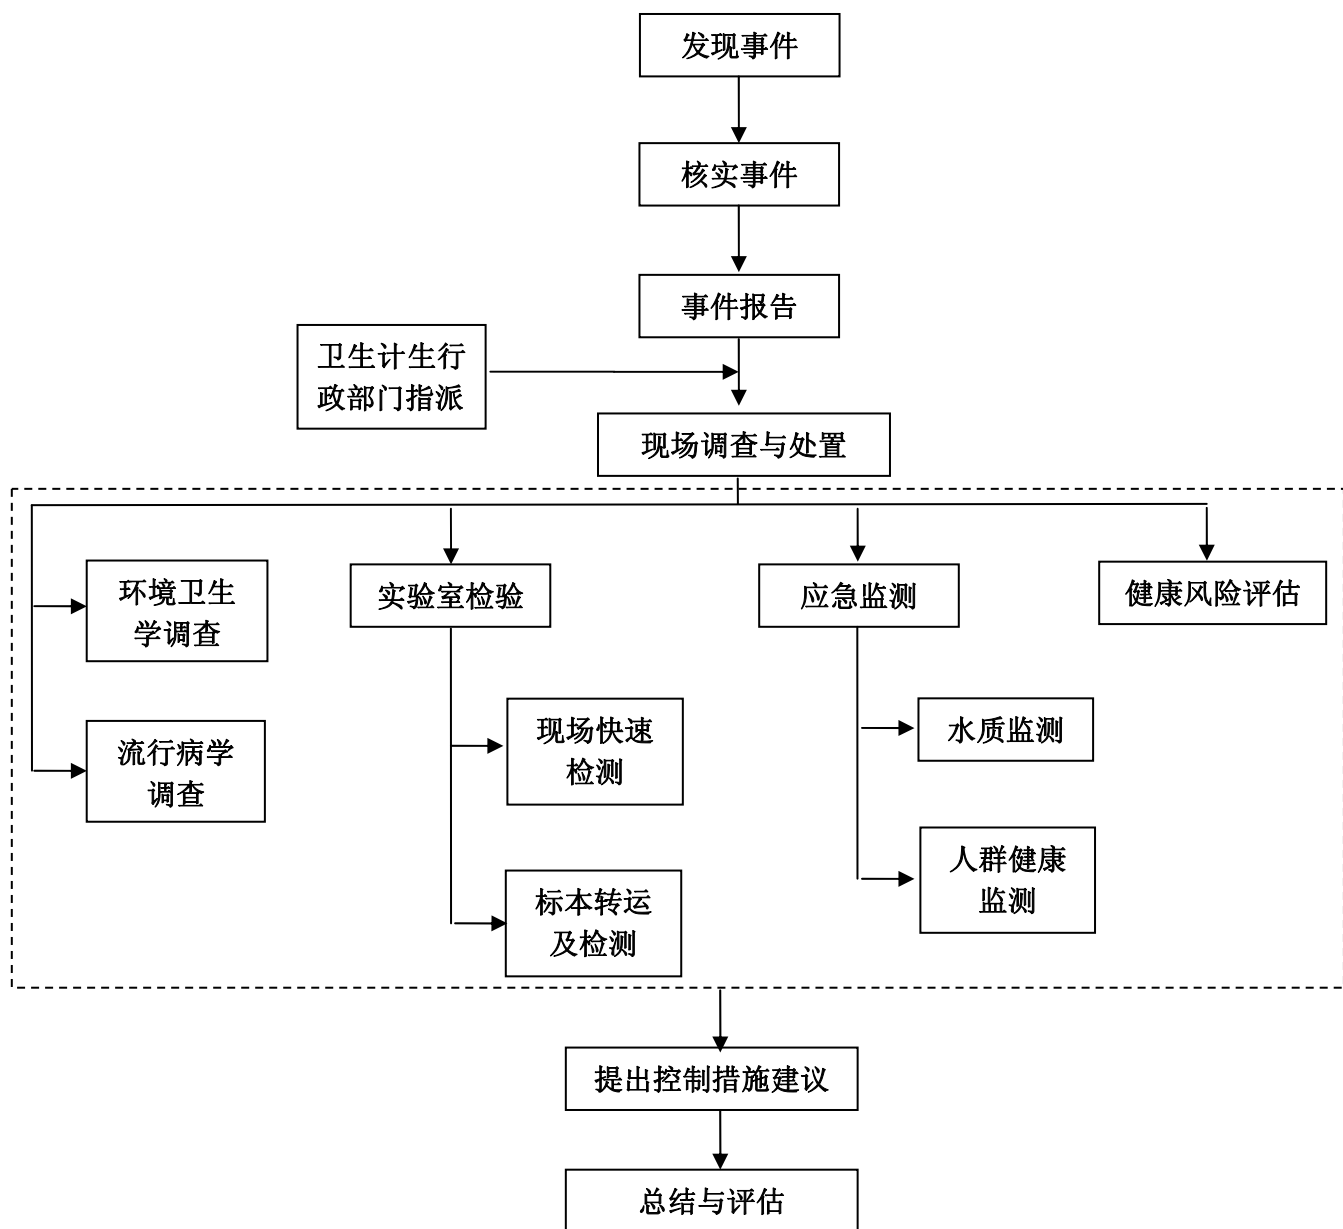 发现事件
核实事件
事件报告
卫生计生行
政部门指派
现场调查与处置
环境卫生
学调查
实验室检验
应急监测
健康风险评估
流行病学
调查
现场快速
检测
水质监测
标本转运
及检测
人群健康
监测
提出控制措施建议
总结与评估